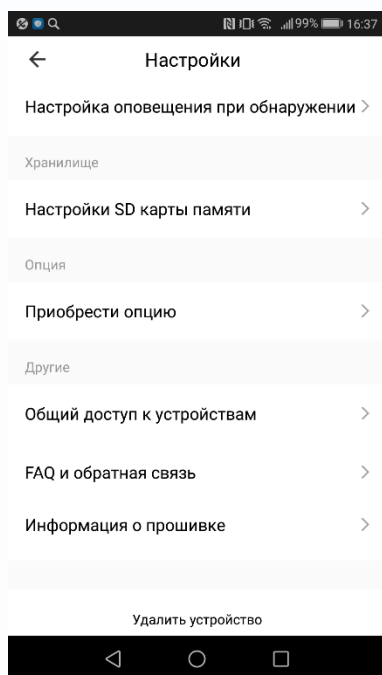 99% 16:37
Настройки
Настройка оповещения при обнаружении
Хранилище
Настройки SD карты памяти
Опция
Приобрести опцию
Другие
Общий доступ к устройствам
FAQ и обратная связь
Информация о прошивке
Удалить устройство